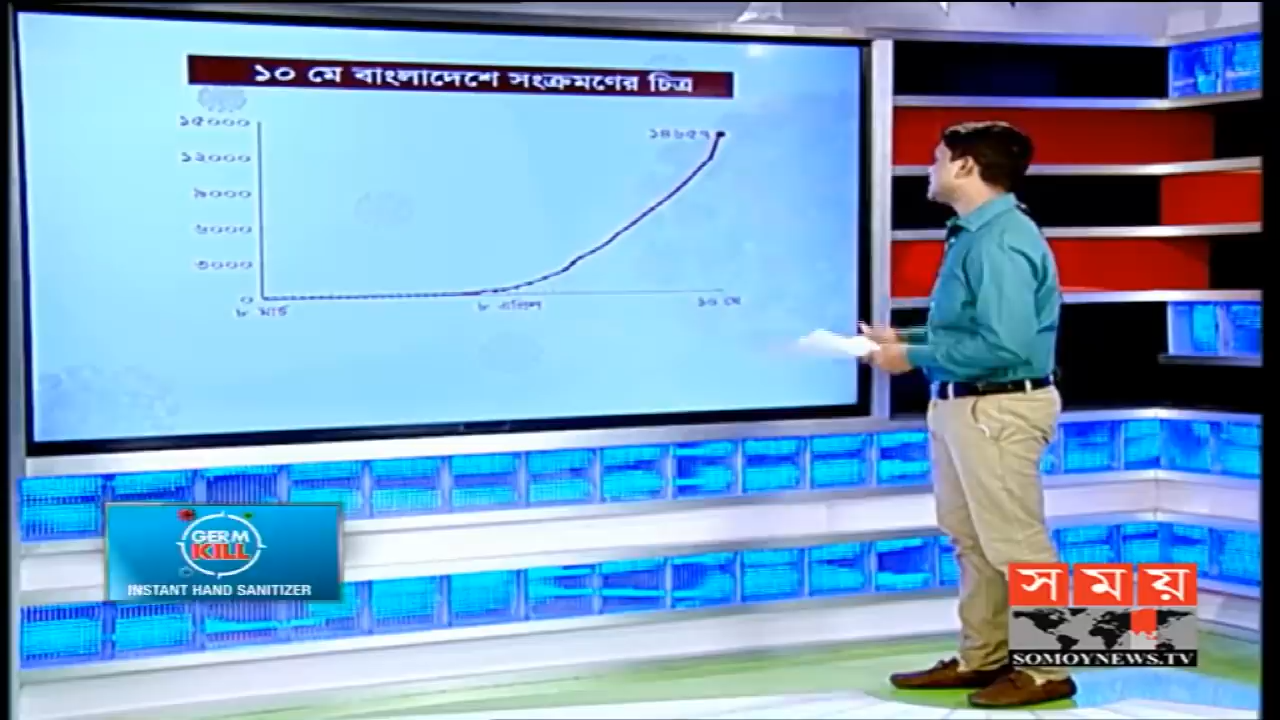 ১০ মে বাংলাদেশে সংক্রমণের চিত্র
১৫০০০
১৪৬৫৭
১২০০০
৯০০০
৬০০০
৩০০০
০
৮ মার্চ
৮ এপ্রিল
১০ মে
GERM
KILL
INSTANT HAND SANITIZER
সময়
SOMOYNEWS.TV